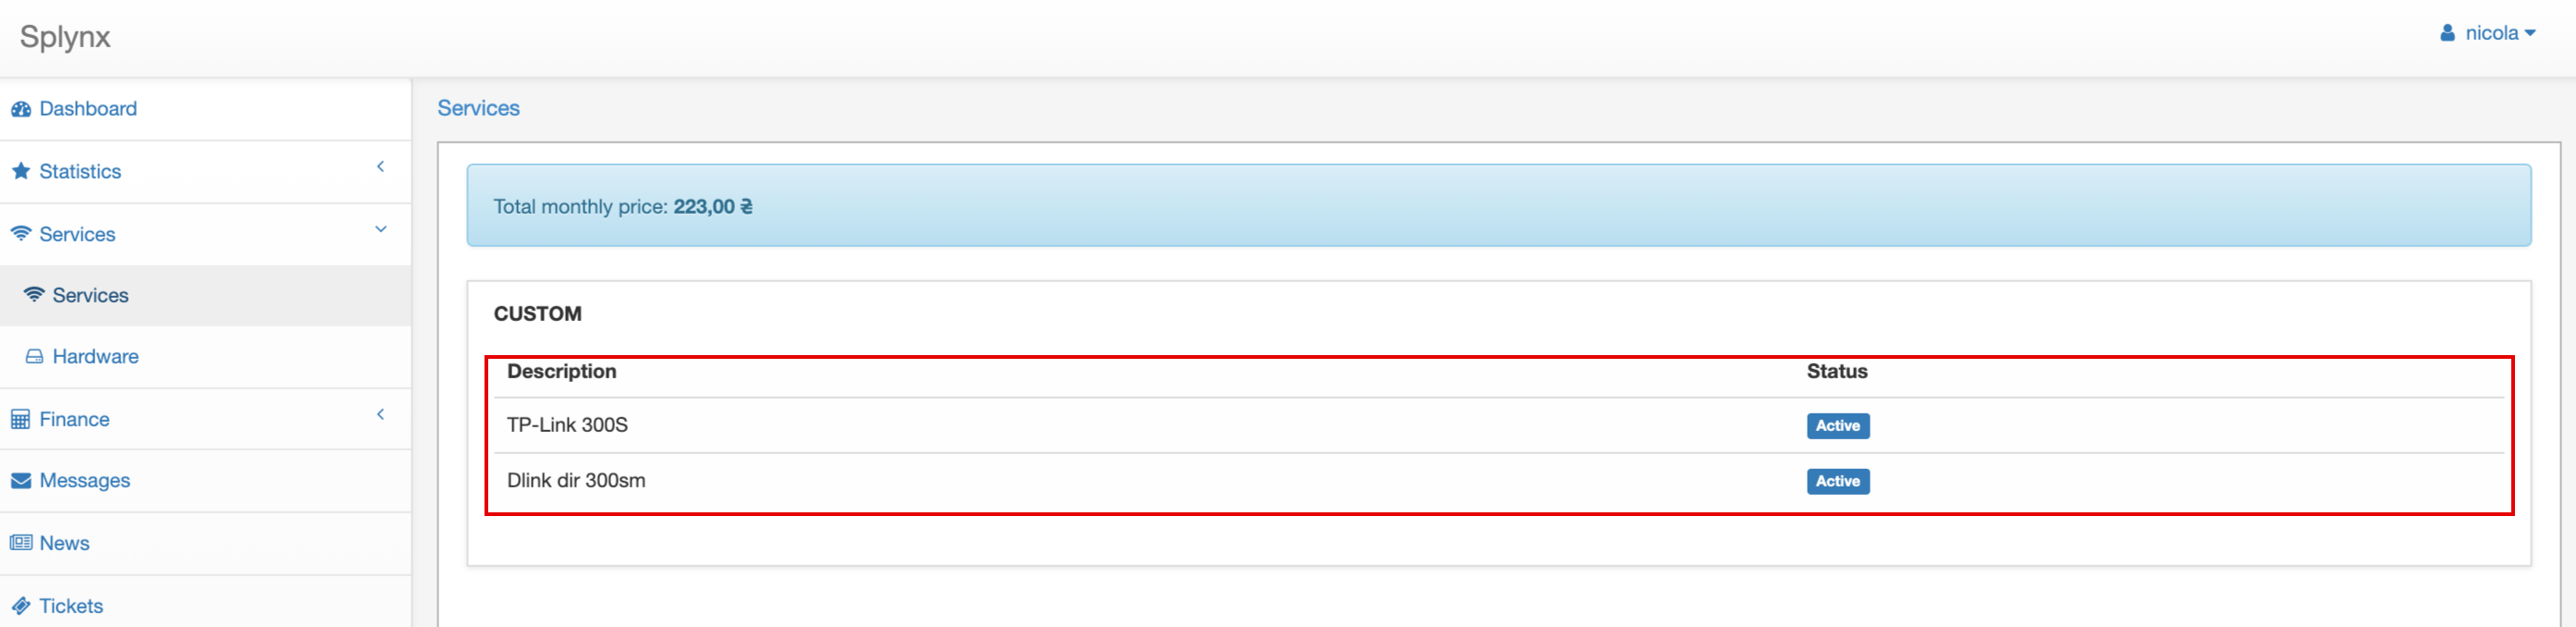 Splynx
nicola
Dashboard
Statistics
Services
Services
Hardware
Finance
Messages
News
Tickets
Services
Total monthly price: 223,00 ₴
CUSTOM
Description Status
TP-Link 300S Active
Dlink dir 300sm Active